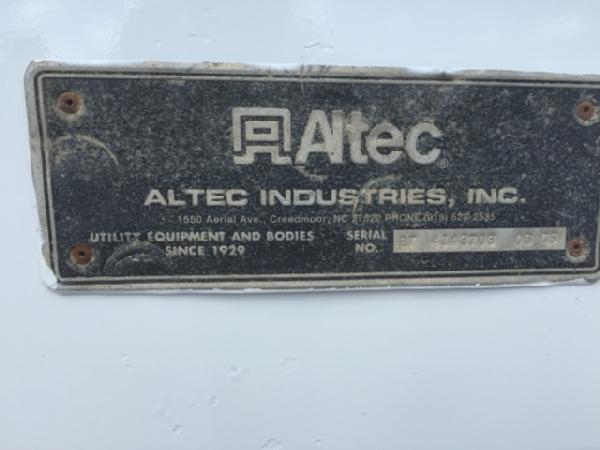 Altec®
ALTEC INDUSTRIES, INC.
1550 Aerial Ave., Creedmoor, NC 27522 PHONE (919) 527-2535
UTILITY EQUIPMENT AND BODIES
SINCE 1929
SERIAL
NO.